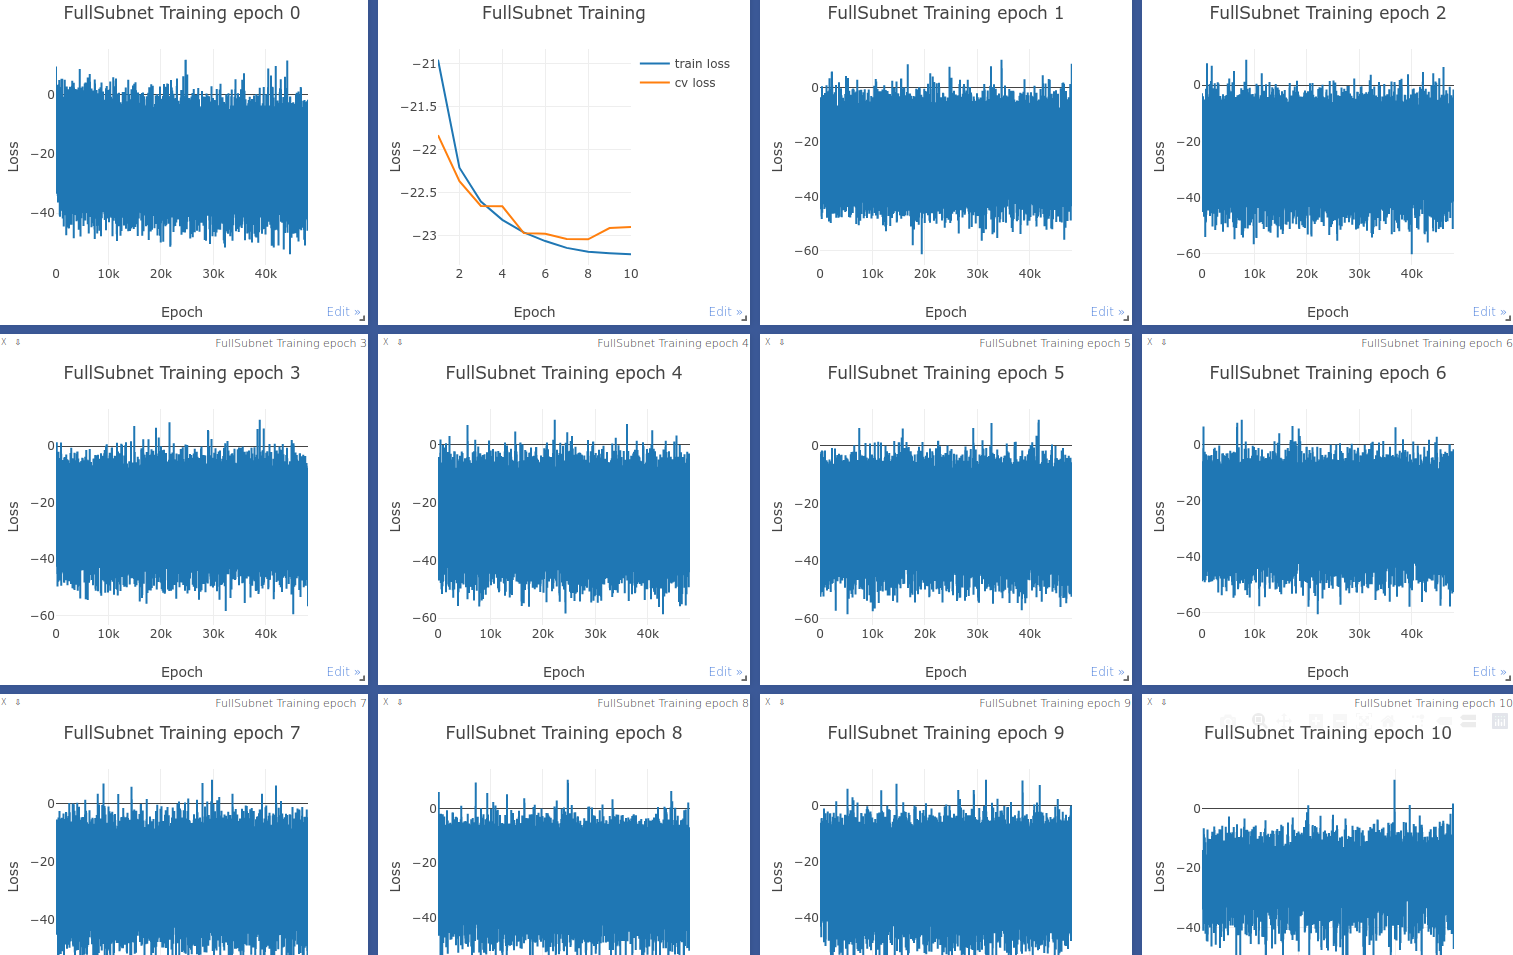 FullSubnet Training epoch 0
0
−20
−40
Loss
0 10k 20k 30k 40k
Epoch
Edit »
FullSubnet Training
−21
−21.5
−22
−22.5
−23
Loss
train loss
cv loss
2 4 6 8 10
Epoch
Edit »
FullSubnet Training epoch 1
0
−20
−40
−60
Loss
0 10k 20k 30k 40k
Epoch
Edit »
FullSubnet Training epoch 2
0
−20
−40
−60
Loss
0 10k 20k 30k 40k
Epoch
Edit »
X FullSubnet Training epoch 3
FullSubnet Training epoch 3
0
−20
−40
−60
Loss
0 10k 20k 30k 40k
Epoch
Edit »
X FullSubnet Training epoch 4
FullSubnet Training epoch 4
0
−20
−40
−60
Loss
0 10k 20k 30k 40k
Epoch
Edit »
X FullSubnet Training epoch 5
FullSubnet Training epoch 5
0
−20
−40
−60
Loss
0 10k 20k 30k 40k
Epoch
Edit »
X FullSubnet Training epoch 6
FullSubnet Training epoch 6
0
−20
−40
−60
Loss
0 10k 20k 30k 40k
Epoch
Edit »
X FullSubnet Training epoch 7
FullSubnet Training epoch 7
0
−20
−40
Loss
X FullSubnet Training epoch 8
FullSubnet Training epoch 8
0
−20
−40
Loss
X FullSubnet Training epoch 9
FullSubnet Training epoch 9
0
−20
−40
Loss
X FullSubnet Training epoch 10
FullSubnet Training epoch 10
0
−20
−40
Loss